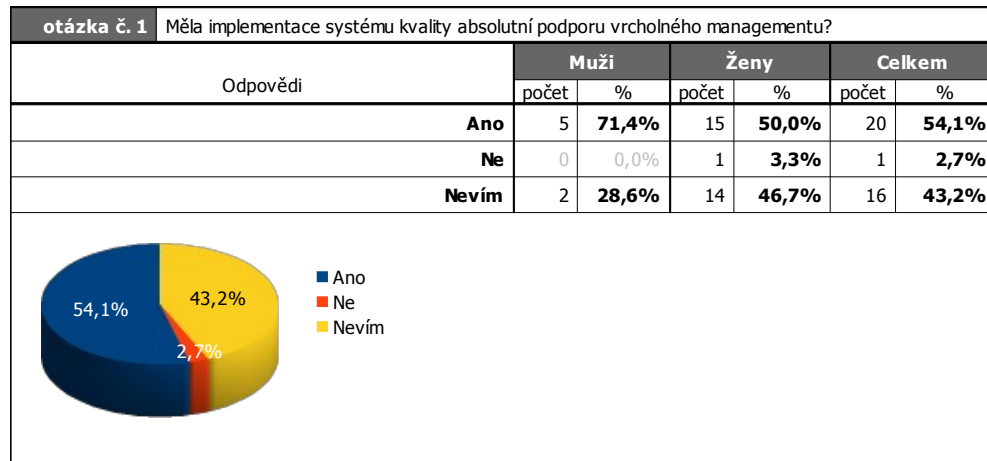 otázka č. 1 Měla implementace systému kvality absolutní podporu vrcholného managementu?
Odpovědi Muži Ženy Celkem
počet % počet % počet %
Ano 5 71,4% 15 50,0% 20 54,1%
Ne 0 0,0% 1 3,3% 1 2,7%
Nevím 2 28,6% 14 46,7% 16 43,2%
54,1% 43,2% 2,7%
Ano
Ne
Nevím